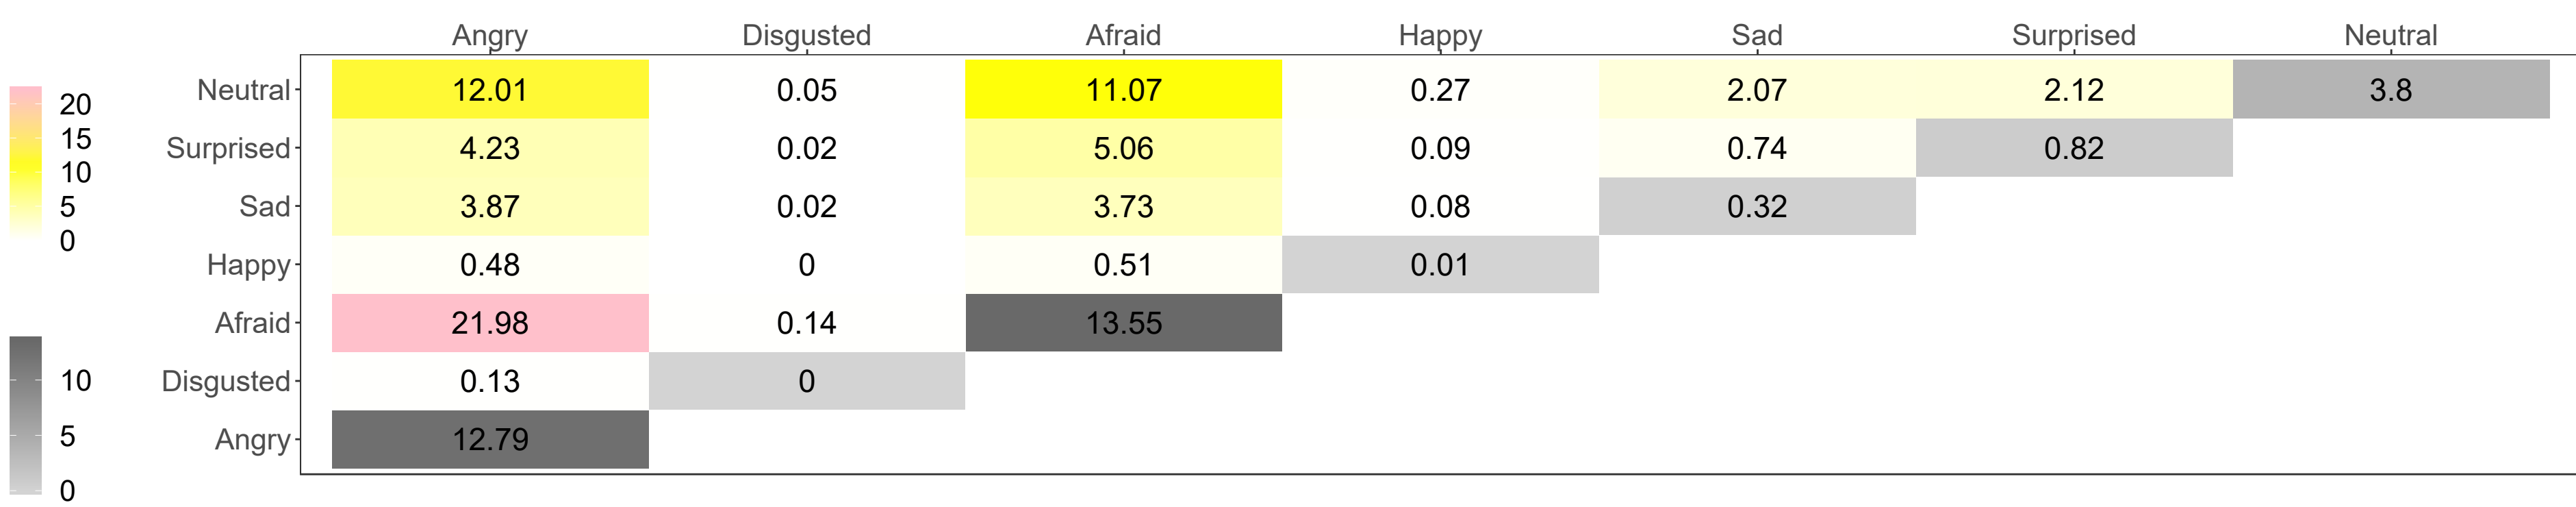 Angry Disgusted Afraid Happy Sad Surprised Neutral
20
15
10
5
0
10
5
0
Neutral 12.01 0.05 11.07 0.27 2.07 2.12 3.8
Surprised 4.23 0.02 5.06 0.09 0.74 0.82
Sad 3.87 0.02 3.73 0.08 0.32
Happy 0.48 0 0.51 0.01
Afraid 21.98 0.14 13.55
Disgusted 0.13 0
Angry 12.79